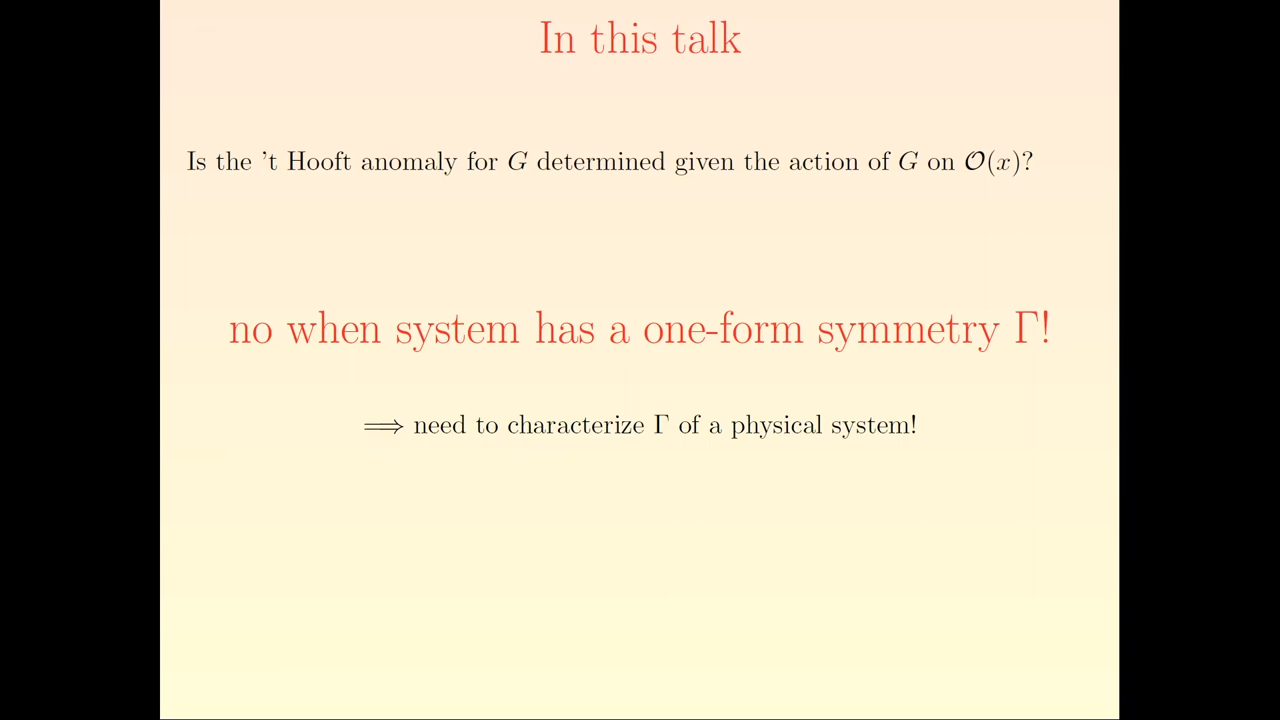 In this talk
Is the 't Hooft anomaly for G determined given the action of G on 𝒪(x)?
no when system has a one-form symmetry Γ!
⟹ need to characterize Γ of a physical system!